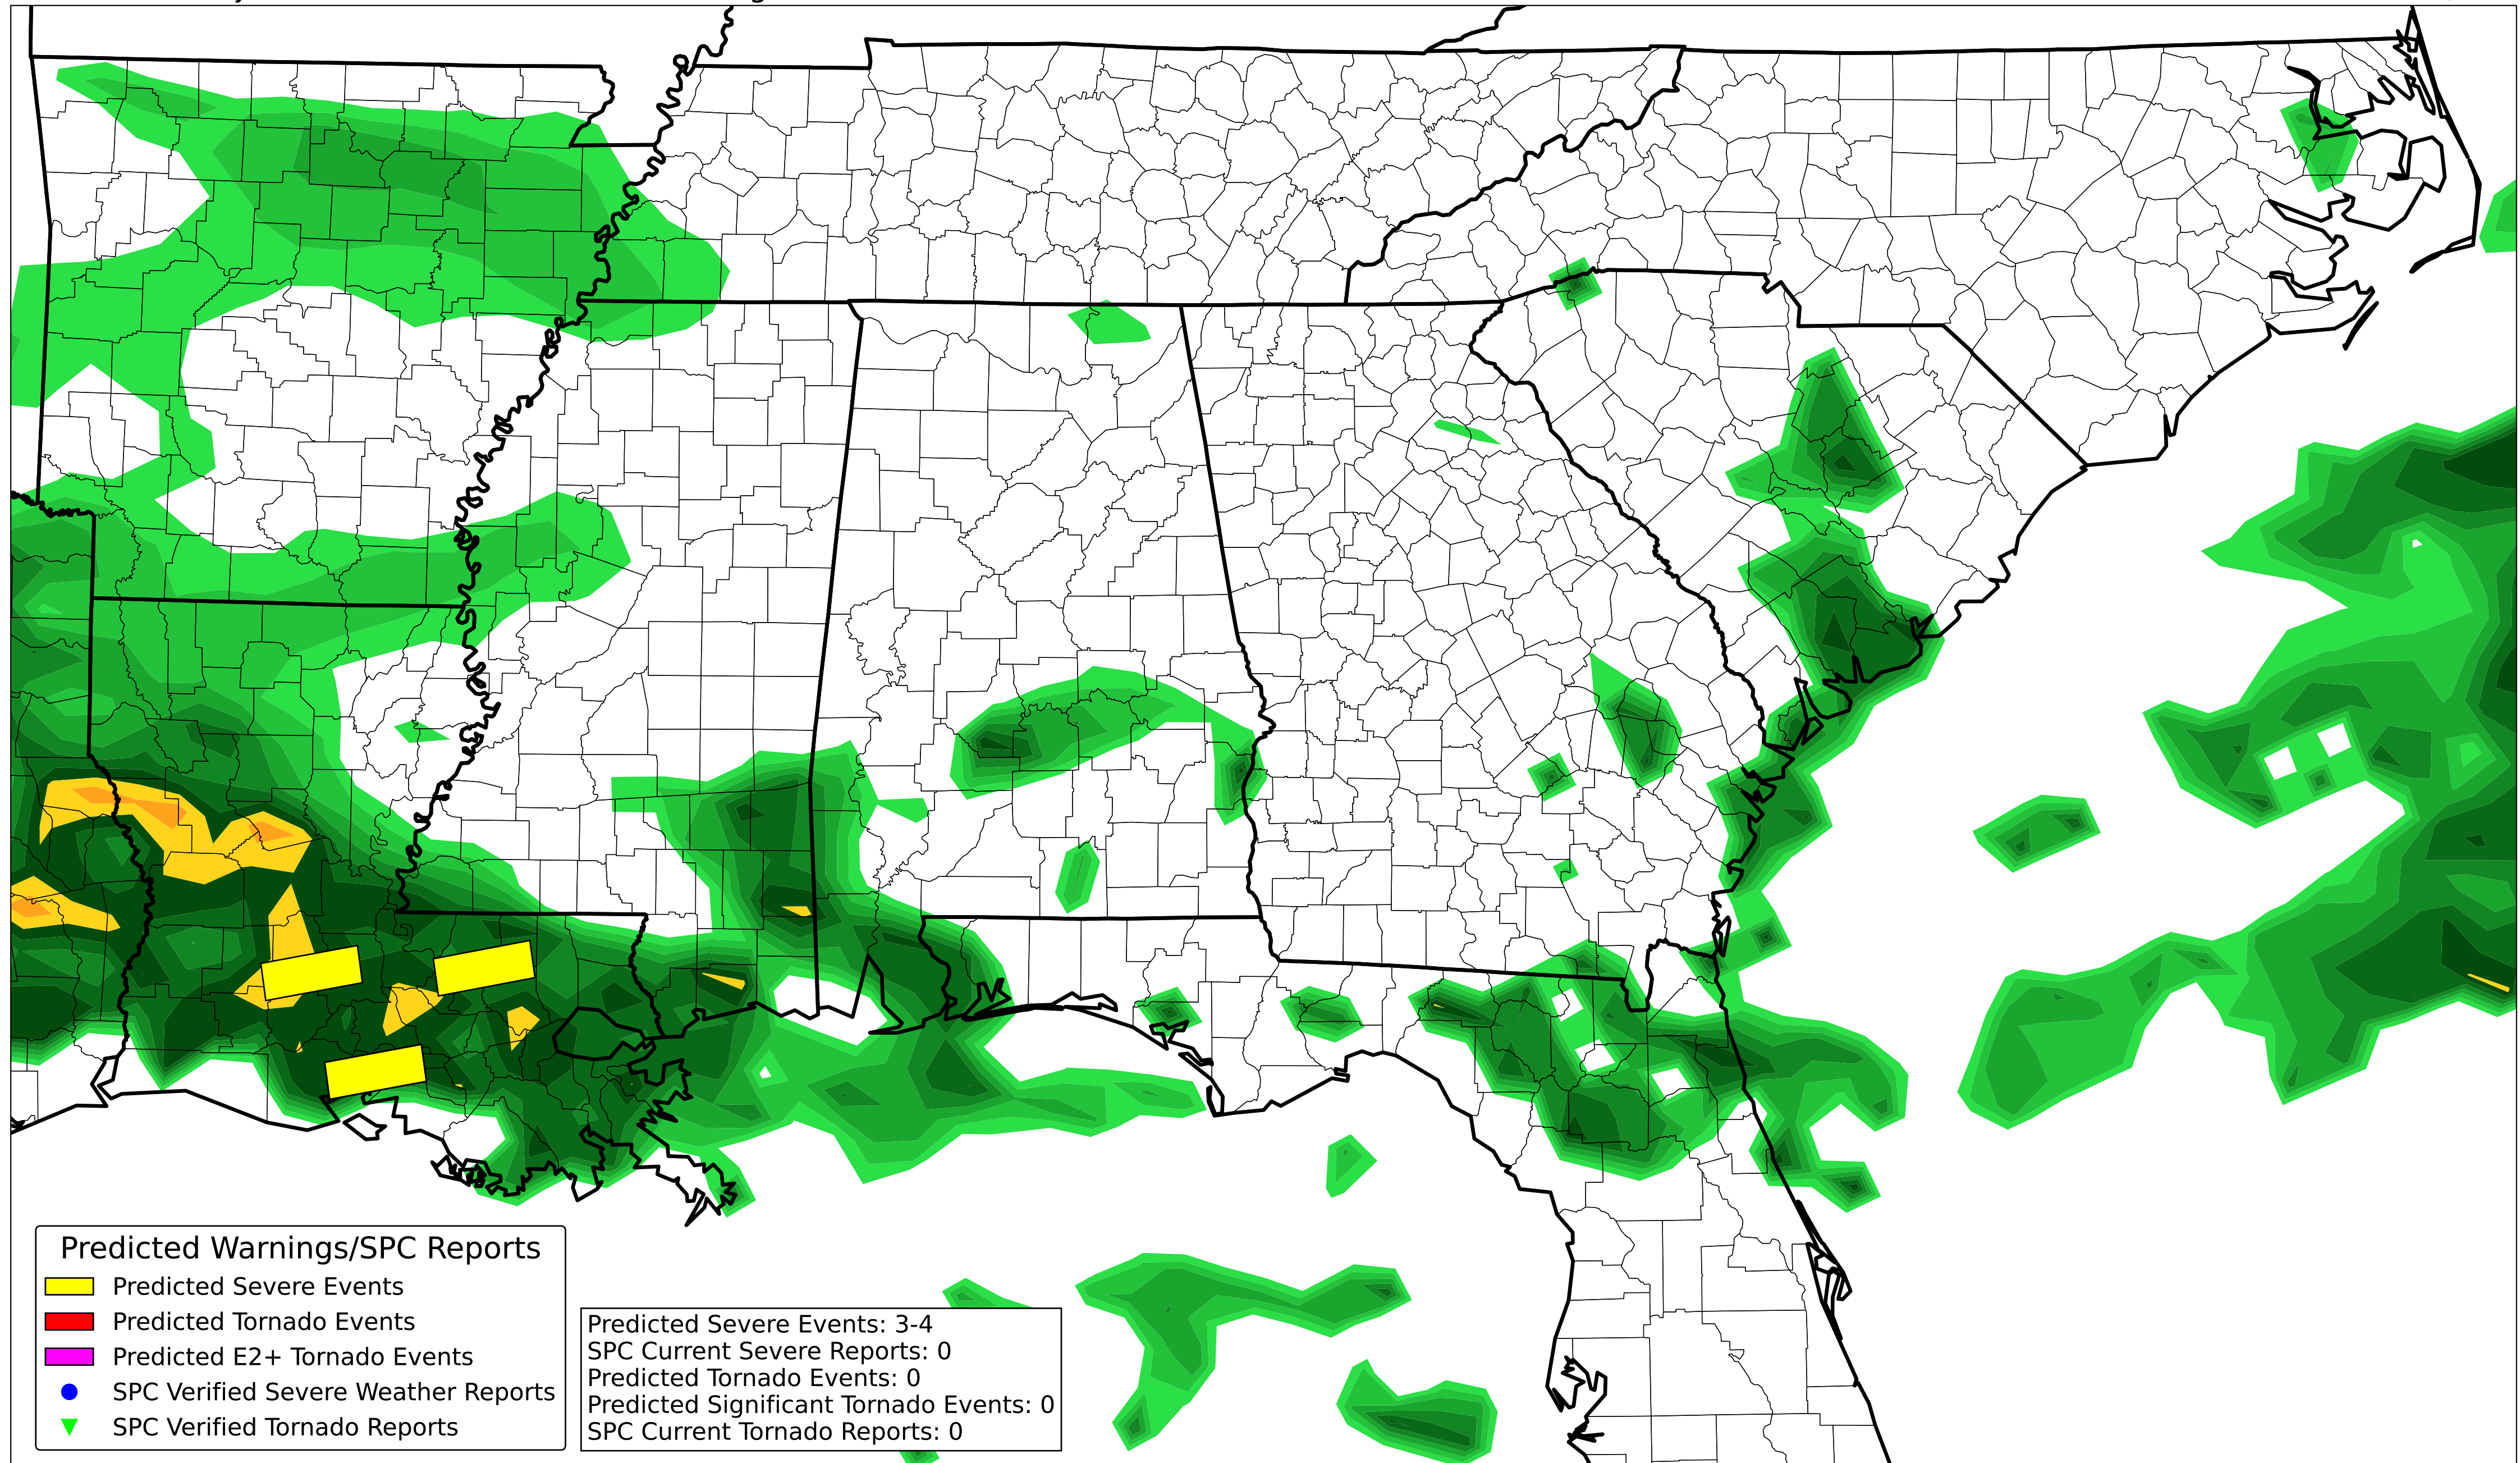 Predicted Warnings/SPC Reports
Predicted Severe Events
Predicted Tornado Events
Predicted E2+ Tornado Events
SPC Verified Severe Weather Reports
SPC Verified Tornado Reports
Predicted Severe Events: 3-4
SPC Current Severe Reports: 0
Predicted Tornado Events: 0
Predicted Significant Tornado Events: 0
SPC Current Tornado Reports: 0